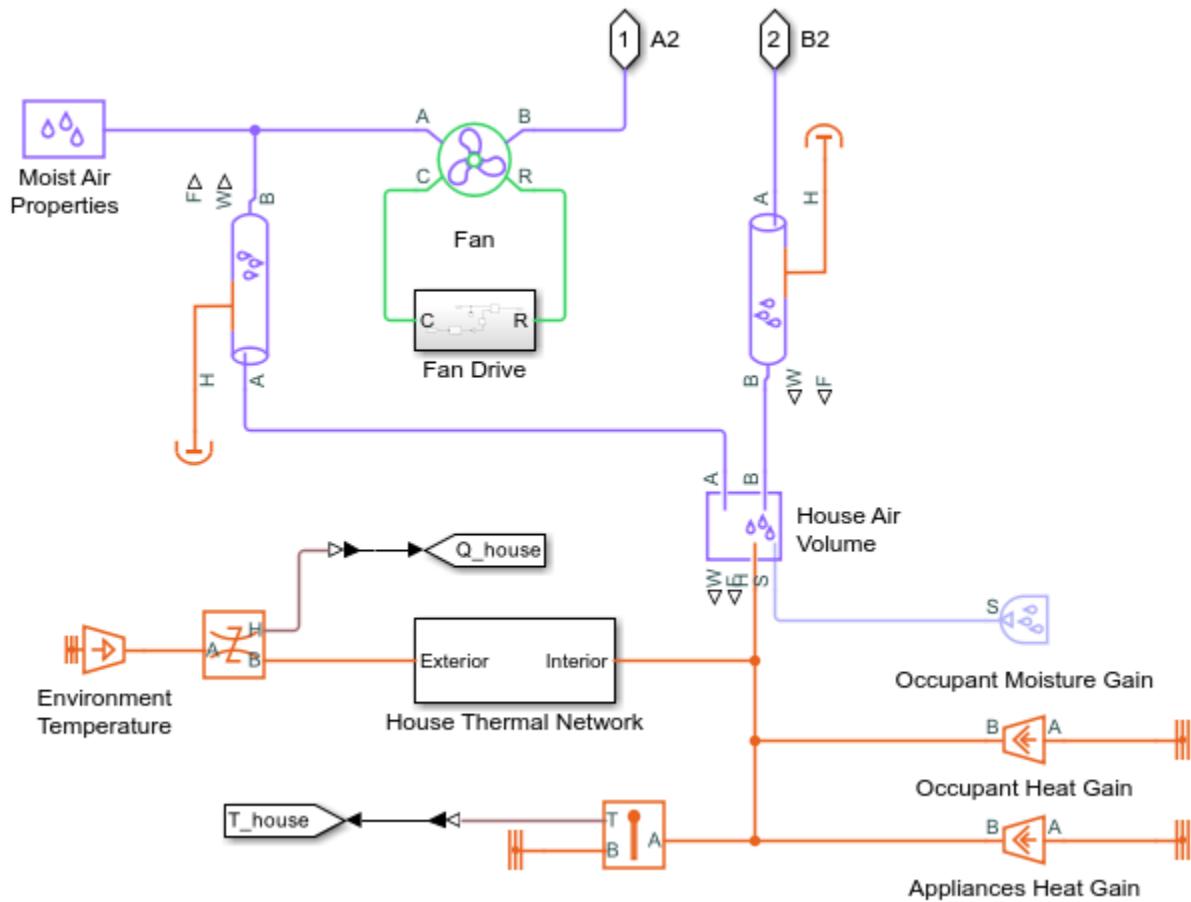 1
A2
2
B2
A
B
Moist Air
Properties
F
W
B
C
R
A
H
Fan
C
R
Fan Drive
H
A
B
W
F
A
B
House Air
Volume
W
F
H
S
Q_house
S
H
A
B
Exterior
Interior
Environment
Temperature
House Thermal Network
Occupant Moisture Gain
B
A
Occupant Heat Gain
T_house
T
B
A
B
A
Appliances Heat Gain